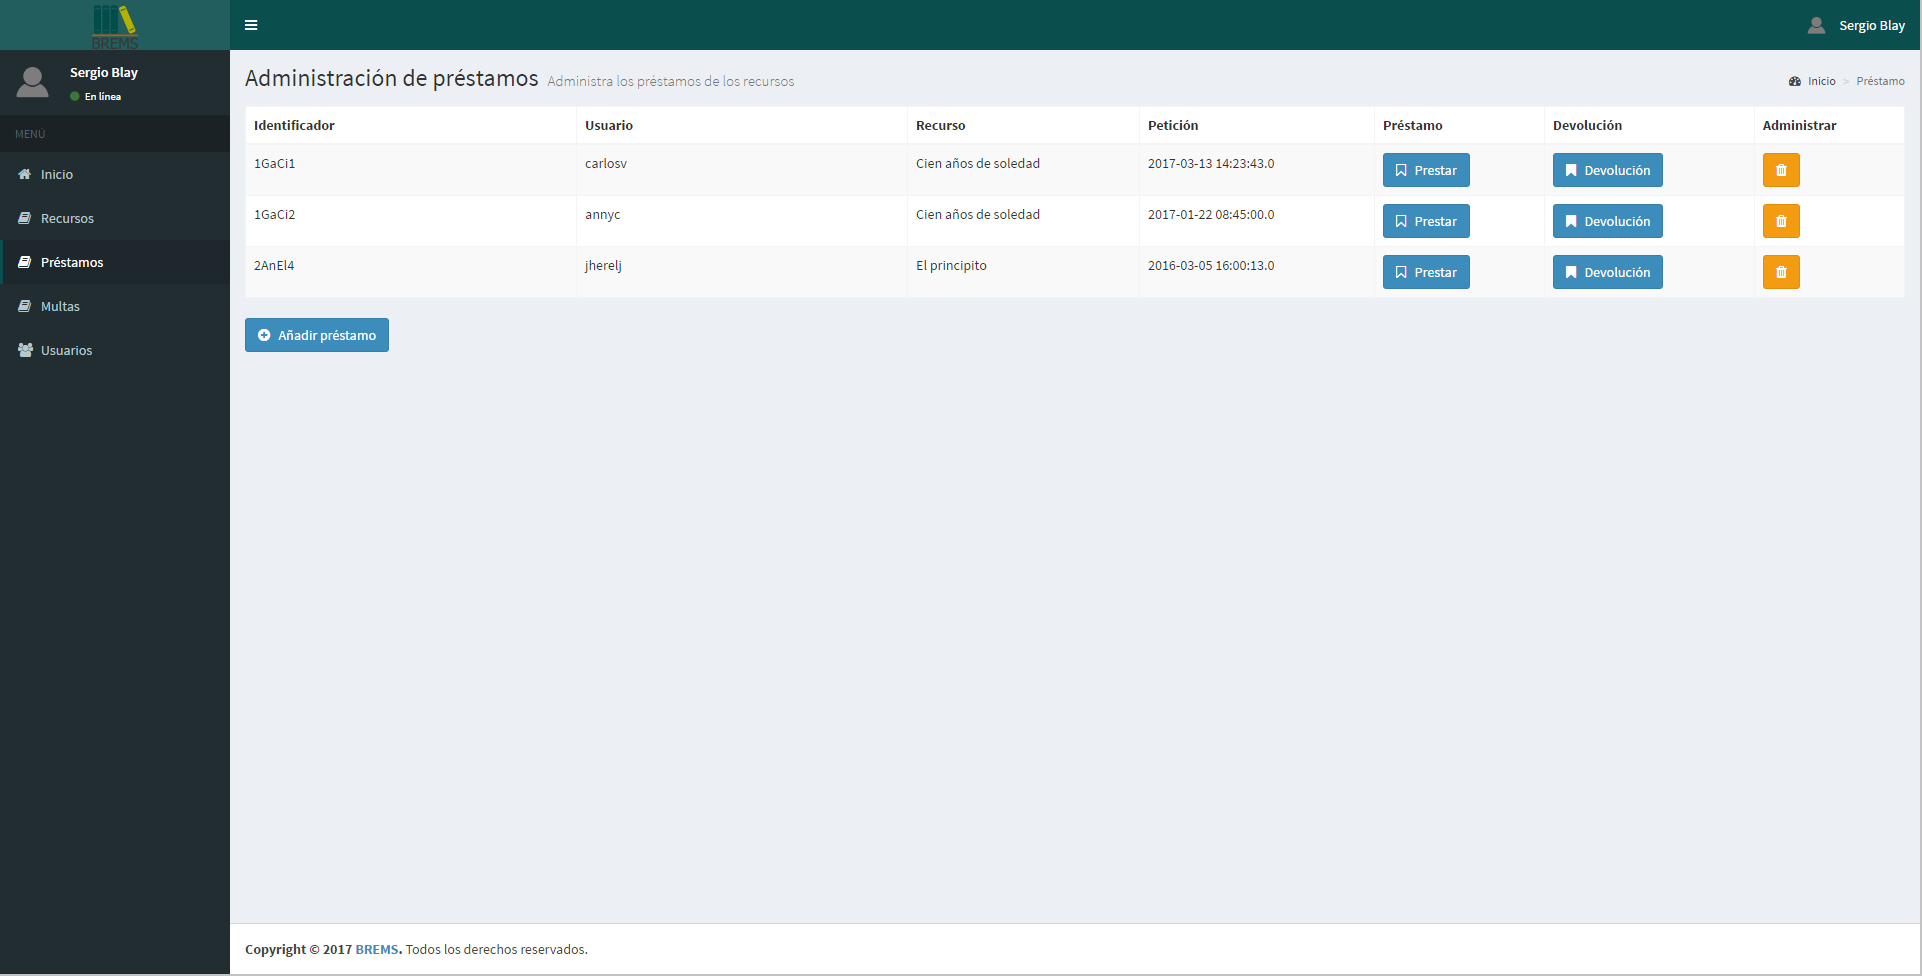 BREMS
Sergio Blay
Sergio Blay
En línea
MENÚ
Inicio
Recursos
Préstamos
Multas
Usuarios
Administración de préstamos Administra los préstamos de los recursos
Inicio > Préstamo
Identificador Usuario Recurso Petición Préstamo Devolución Administrar
1GaCi1 carlosv Cien años de soledad 2017-03-13 14:23:43.0 Prestar Devolución
1GaCi2 annyc Cien años de soledad 2017-01-22 08:45:00.0 Prestar Devolución
2AnEl4 jherelj El principito 2016-03-05 16:00:13.0 Prestar Devolución
Añadir préstamo
Copyright © 2017 BREMS. Todos los derechos reservados.